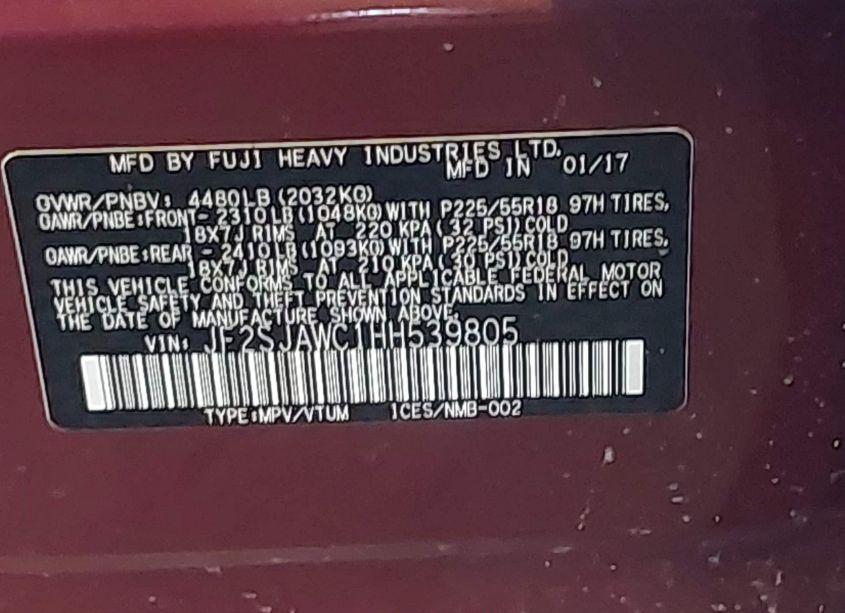 MFD BY FUJI HEAVY INDUSTRIES LTD.
MFD IN 01/17
GVWR/PNBV: 4480LB(2032KG)
GAWR/PNBE:FRONT- 2310LB(1048KG)WITH P225/55R18 97H TIRES,
18X7J RIMS AT 220 KPA( 32 PSI)COLD
GAWR/PNBE:REAR - 2410LB(1093KG)WITH P225/55R18 97H TIRES,
18X7J RIMS AT 210 KPA( 30 PSI)COLD
THIS VEHICLE CONFORMS TO ALL APPLICABLE FEDERAL MOTOR
VEHICLE SAFETY AND THEFT PREVENTION STANDARDS IN EFFECT ON
THE DATE OF MANUFACTURE SHOWN ABOVE.
VIN: JF2SJAWC1HH539805
TYPE:MPV/VTUM 1CES/NMB-002